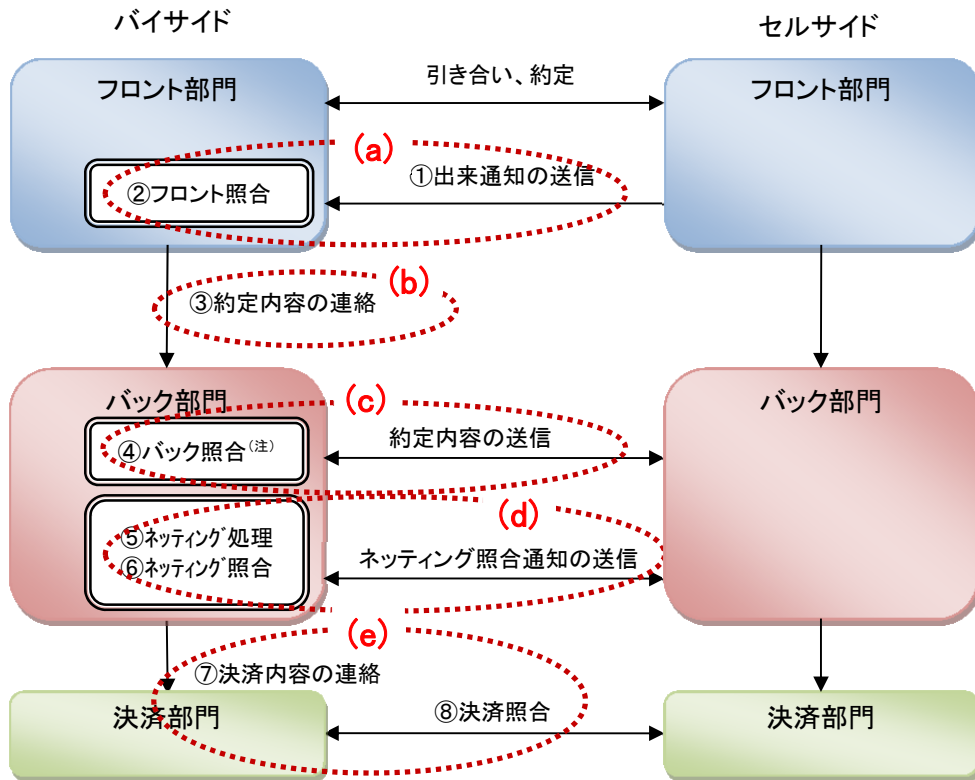 バイサイド
セルサイド
フロント部門
引き合い、約定
フロント部門
(a)
①出来通知の送信
②フロント照合
(b)
③約定内容の連絡
バック部門
(c)
バック部門
約定内容の送信
④バック照合(注)
(d)
⑤ネッティング処理
⑥ネッティング照合
ネッティング照合通知の送信
(e)
⑦決済内容の連絡
決済部門
⑧決済照合
決済部門